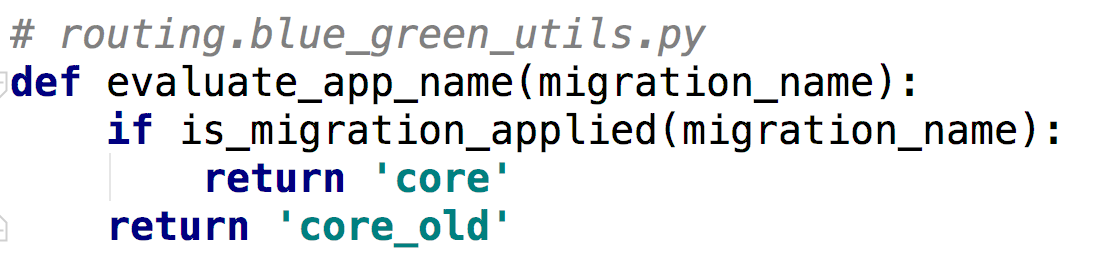 # routing.blue_green_utils.py
def evaluate_app_name(migration_name):
    if is_migration_applied(migration_name):
        return 'core'
    return 'core_old'